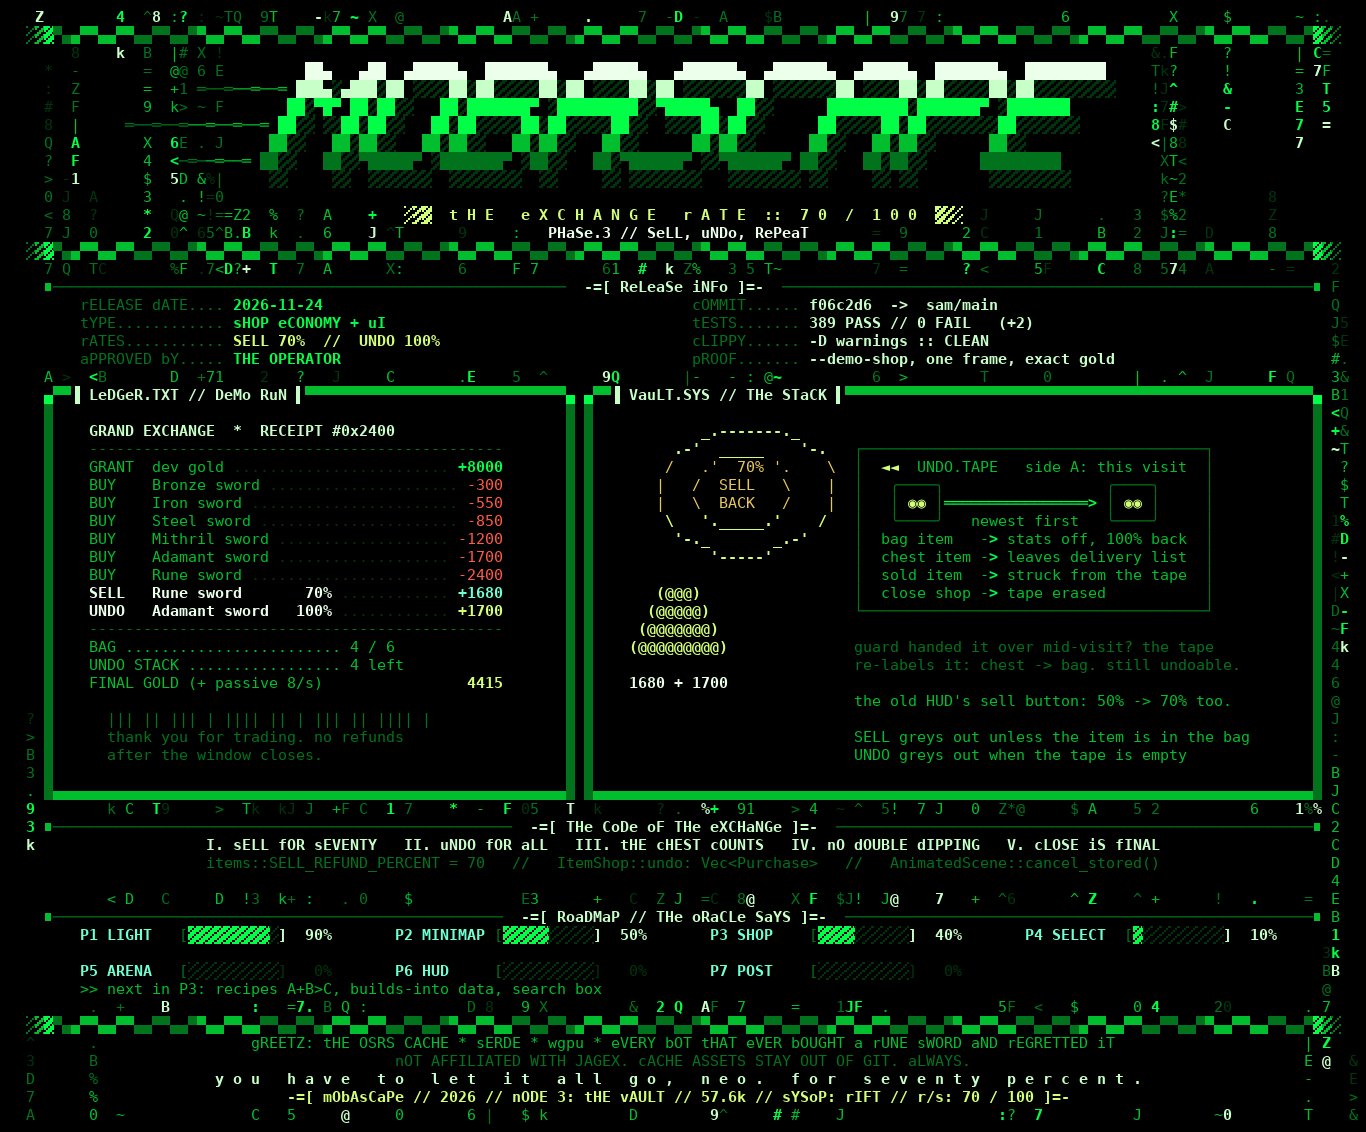 MOBASCAPE
tHE eXCHANGE rATE :: 70 / 100
PHaSe.3 // SeLL, uNDo, RePeaT
-=[ ReLeaSe iNFo ]=-
rELEASE dATE.... 2026-11-24 cOMMIT...... f06c2d6 -> sam/main
tYPE............ sHOP eCONOMY + uI tESTS....... 389 PASS // 0 FAIL (+2)
rATES........... SELL 70% // UNDO 100% cLIPPY...... -D warnings :: CLEAN
aPPROVED bY..... THE OPERATOR pROOF....... --demo-shop, one frame, exact gold
LeDGeR.TXT // DeMo RuN
GRAND EXCHANGE * RECEIPT #0x2400
GRANT dev gold ......................... +8000
BUY Bronze sword ..................... -300
BUY Iron sword ....................... -550
BUY Steel sword ...................... -850
BUY Mithril sword ................... -1200
BUY Adamant sword ................... -1700
BUY Rune sword ...................... -2400
SELL Rune sword 70% ............ +1680
UNDO Adamant sword 100% ............ +1700
BAG ........................ 4 / 6
UNDO STACK ................. 4 left
FINAL GOLD (+ passive 8/s) 4415
thank you for trading. no refunds
after the window closes.
VauLT.SYS // THe STaCK
70%
SELL
BACK
(@@@)
(@@@@@)
(@@@@@@@)
(@@@@@@@@@)
1680 + 1700
◄◄ UNDO.TAPE side A: this visit
newest first
bag item -> stats off, 100% back
chest item -> leaves delivery list
sold item -> struck from the tape
close shop -> tape erased
guard handed it over mid-visit? the tape
re-labels it: chest -> bag. still undoable.
the old HUD's sell button: 50% -> 70% too.
SELL greys out unless the item is in the bag
UNDO greys out when the tape is empty
-=[ THe CoDe oF THe eXCHaNGe ]=-
I. sELL fOR sEVENTY II. uNDO fOR aLL III. tHE cHEST cOUNTS IV. nO dOUBLE dIPPING V. cLOSE iS fINAL
items::SELL_REFUND_PERCENT = 70 // ItemShop::undo: Vec<Purchase> // AnimatedScene::cancel_stored()
-=[ RoaDMaP // THe oRaCLe SaYS ]=-
P1 LIGHT [] 90% P2 MINIMAP [] 50% P3 SHOP [] 40% P4 SELECT [] 10%
P5 ARENA [] 0% P6 HUD [] 0% P7 POST [] 0%
>> next in P3: recipes A+B>C, builds-into data, search box
gREETZ: tHE OSRS CACHE * sERDE * wgpu * eVERY bOT tHAT eVER bOUGHT a rUNE sWORD aND rEGRETTED iT
nOT AFFILIATED WITH JAGEX. cACHE ASSETS STAY OUT OF GIT. aLWAYS.
you have to let it all go, neo. for seventy percent.
-=[ mObAsCaPe // 2026 // nODE 3: tHE vAULT // 57.6k // sYSoP: rIFT // r/s: 70 / 100 ]=-